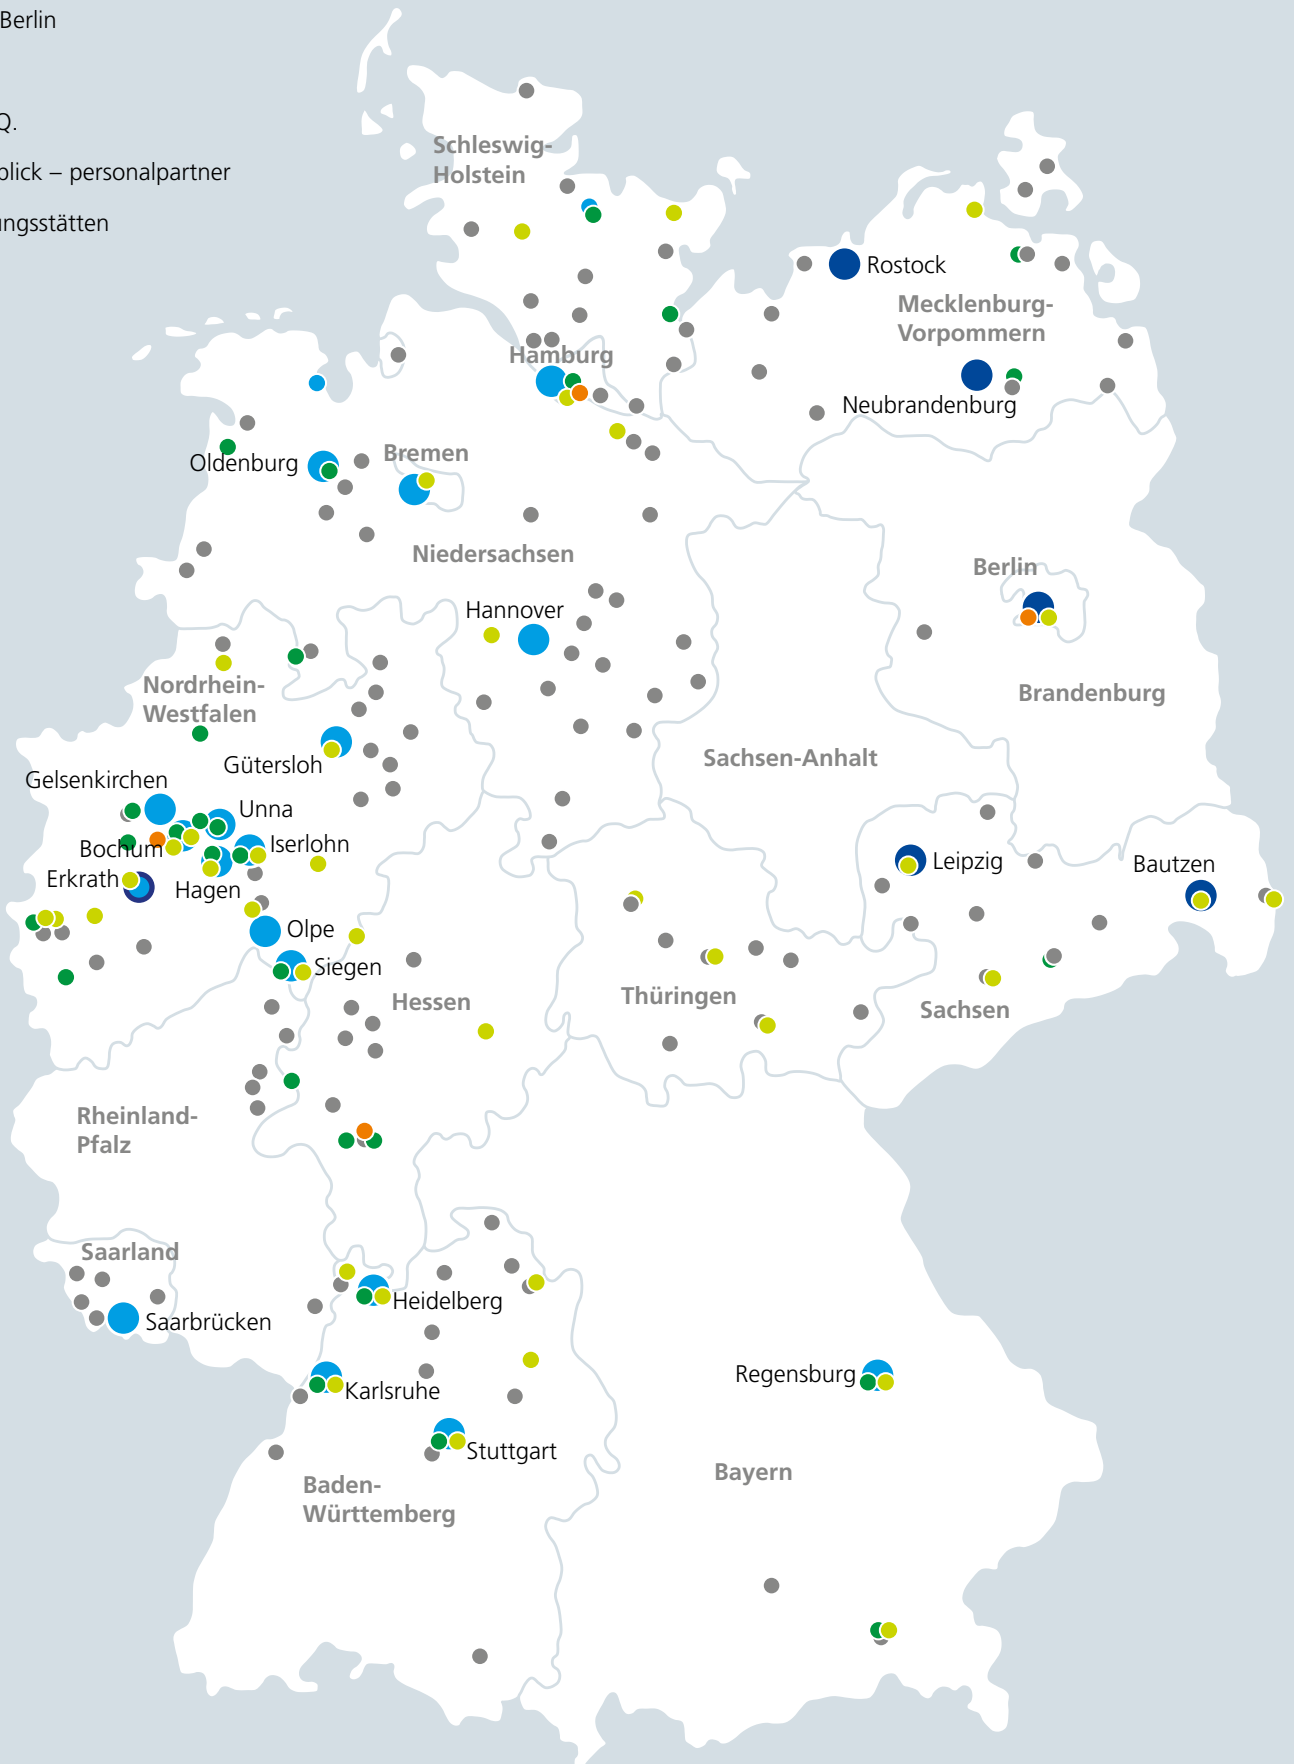 Berlin
Q.
blick – personalpartner
ungsstätten
Schleswig-
Holstein
Rostock
Mecklenburg-
Vorpommern
Hamburg
Neubrandenburg
Oldenburg
Bremen
Niedersachsen
Berlin
Hannover
Nordrhein-
Westfalen
Brandenburg
Sachsen-Anhalt
Gütersloh
Gelsenkirchen
Unna
Iserlohn
Bochum
Erkrath
Hagen
Leipzig
Bautzen
Olpe
Siegen
Hessen
Thüringen
Sachsen
Rheinland-
Pfalz
Saarland
Saarbrücken
Heidelberg
Karlsruhe
Regensburg
Stuttgart
Bayern
Baden-
Württemberg